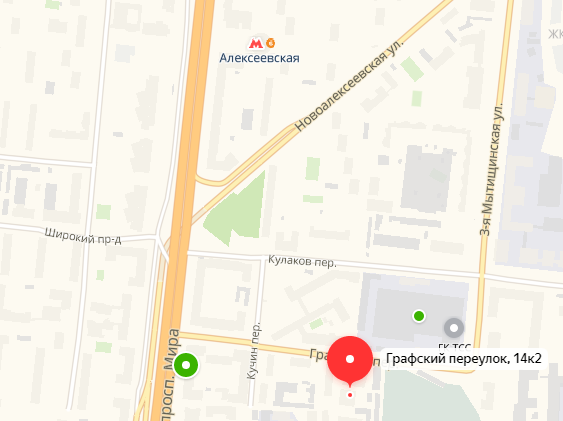 ЖК
Алексеевская
Новоалексеевская ул.
3-я Мытищинская ул.
Широкий пр-д
Кулаков пер.
Кучин пер.
просп. Мира
ГК ТСС
Графский переулок, 14к2